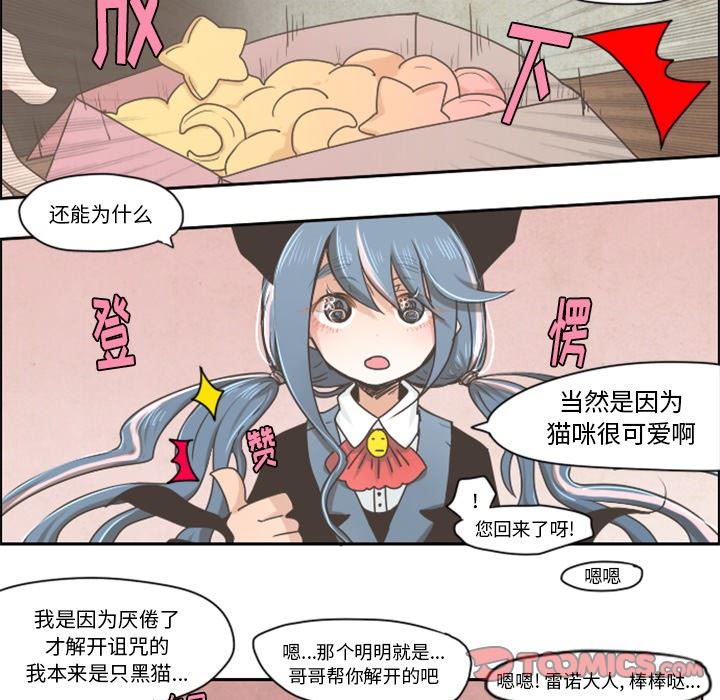 放
下
还能为什么
登
愣
当然是因为
猫咪很可爱啊
赞
!
您回来了呀!
嗯嗯
我是因为厌倦了
才解开诅咒的
我本来是只黑猫...
嗯...那个明明就是...
哥哥帮你解开的吧
TOOMICS.COM
嗯嗯! 雷诺大人, 棒棒哒...